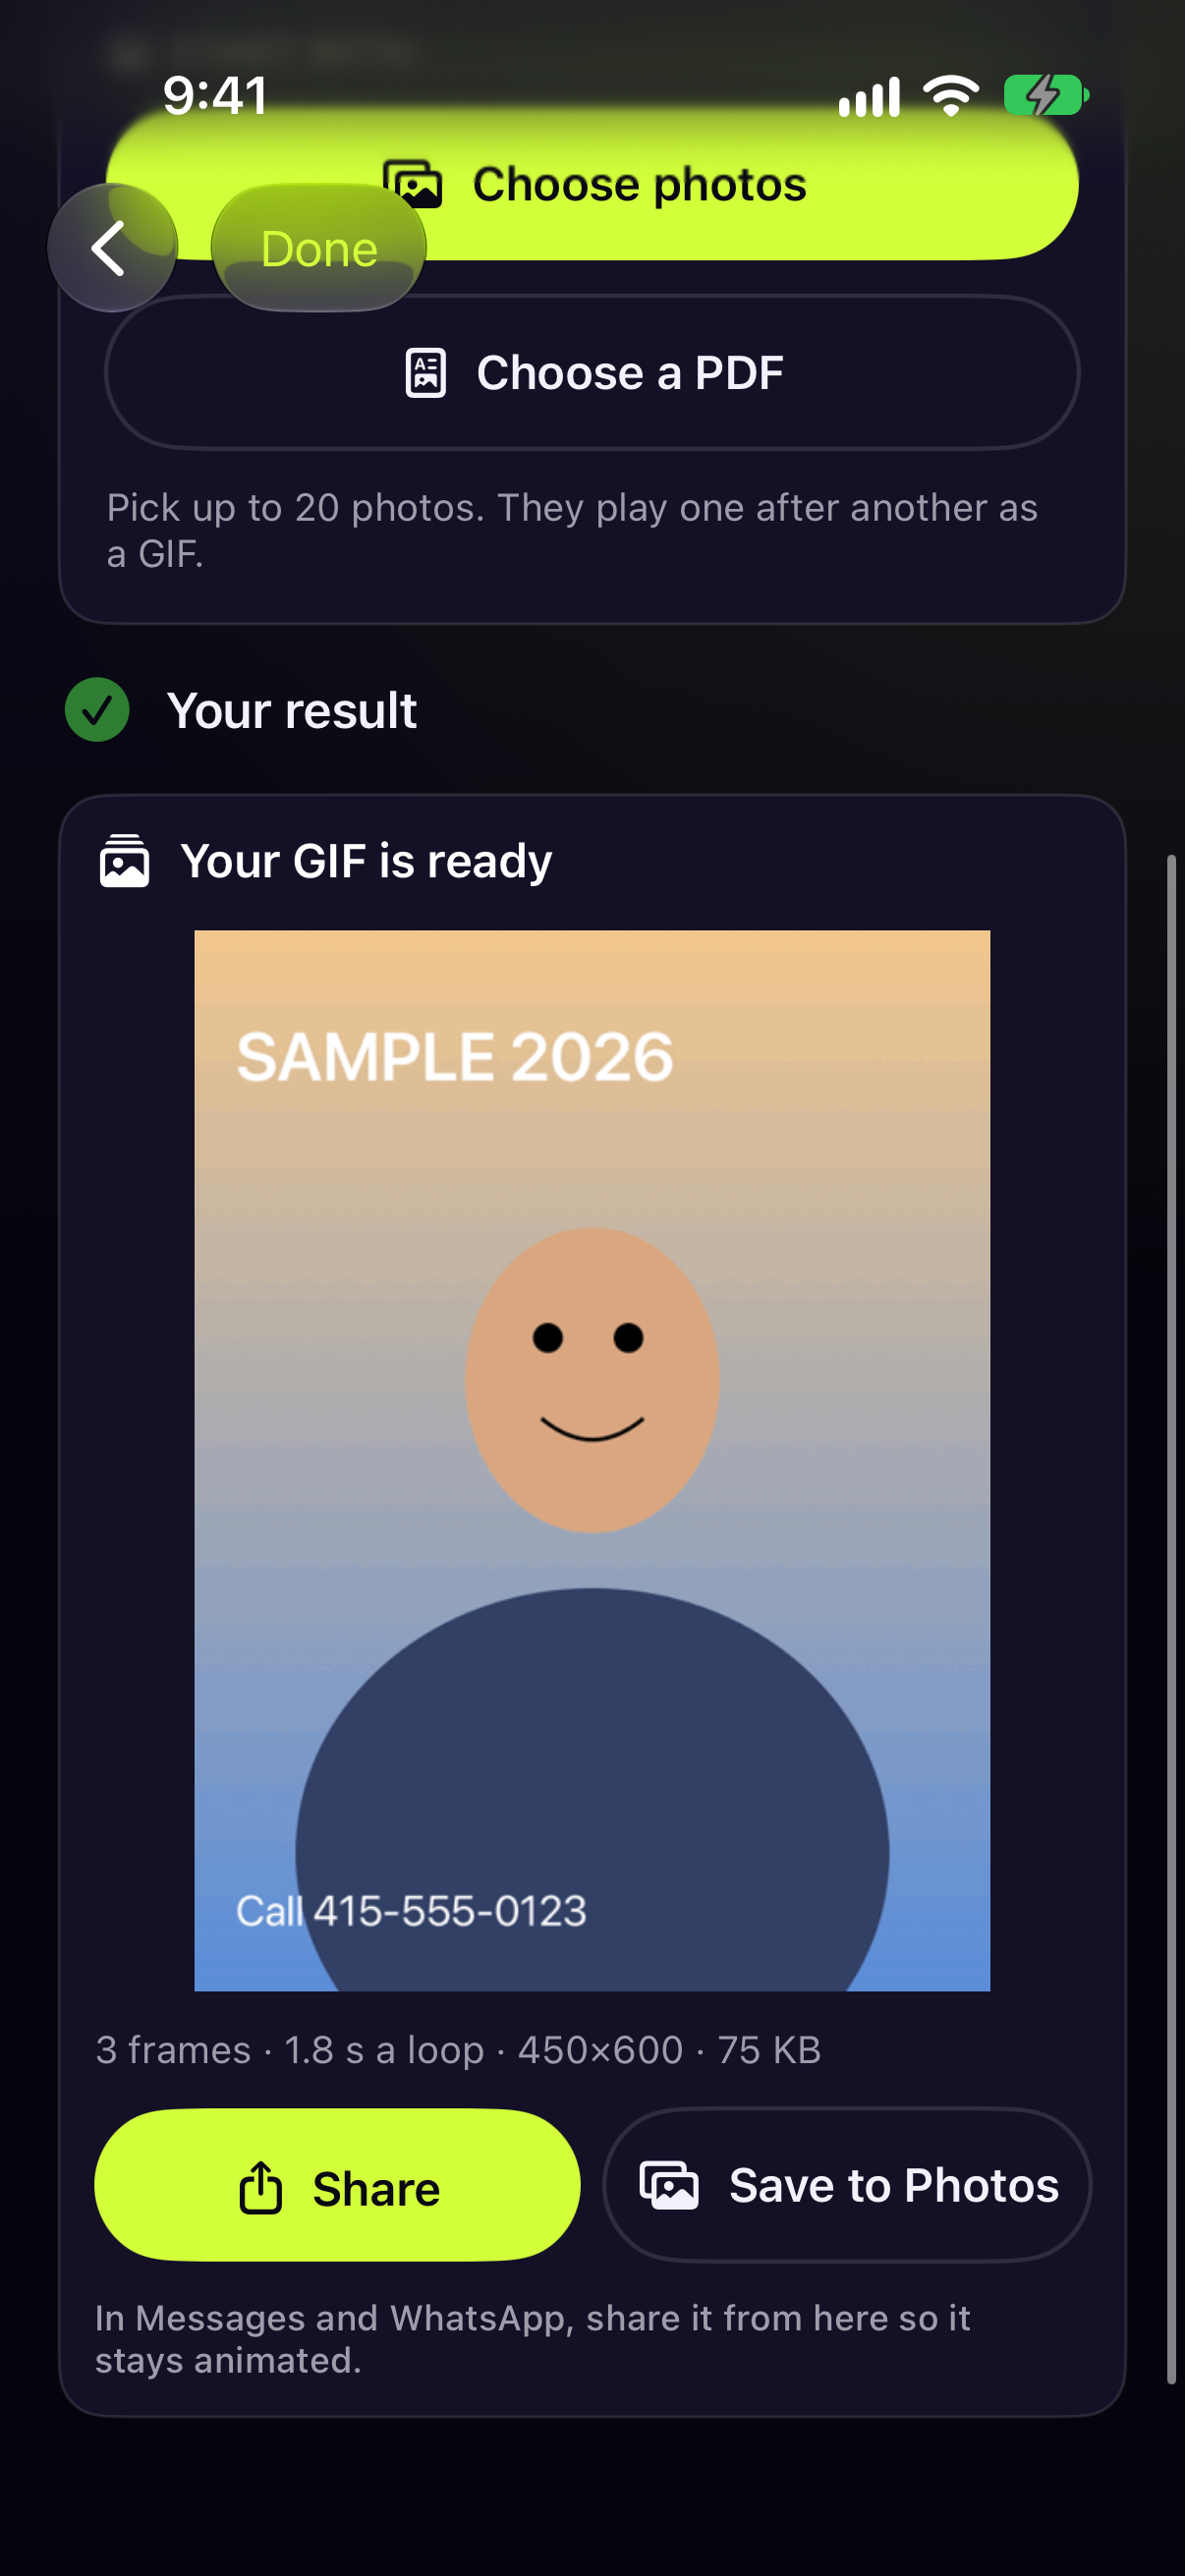 9:41
Choose photos
Done
Choose a PDF
Pick up to 20 photos. They play one after another as
a GIF.
Your result
Your GIF is ready
SAMPLE 2026
Call 415-555-0123
3 frames · 1.8 s a loop · 450×600 · 75 KB
Share
Save to Photos
In Messages and WhatsApp, share it from here so it
stays animated.